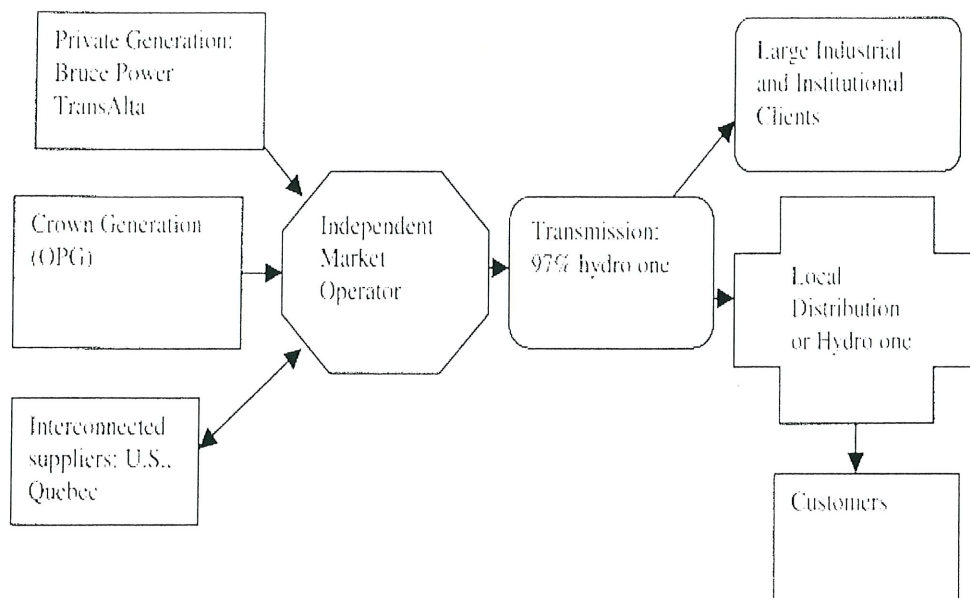 Private Generation:
Bruce Power
TransAlta
Large Industrial
and Institutional
Clients
Crown Generation
(OPG)
Independent
Market
Operator
Transmission:
97% hydro one
Local
Distribution
or Hydro one
Interconnected
suppliers: U.S.,
Quebec
Customers